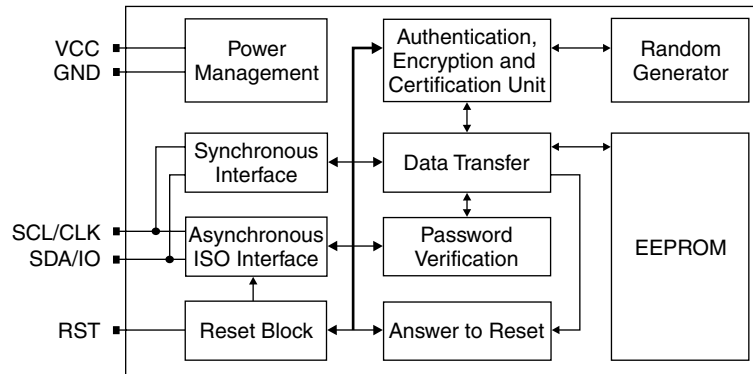 VCC
GND
Power
Management
Authentication,
Encryption and
Certification Unit
Random
Generator
Synchronous
Interface
Data Transfer
SCL/CLK
SDA/IO
Asynchronous
ISO Interface
Password
Verification
EEPROM
RST
Reset Block
Answer to Reset